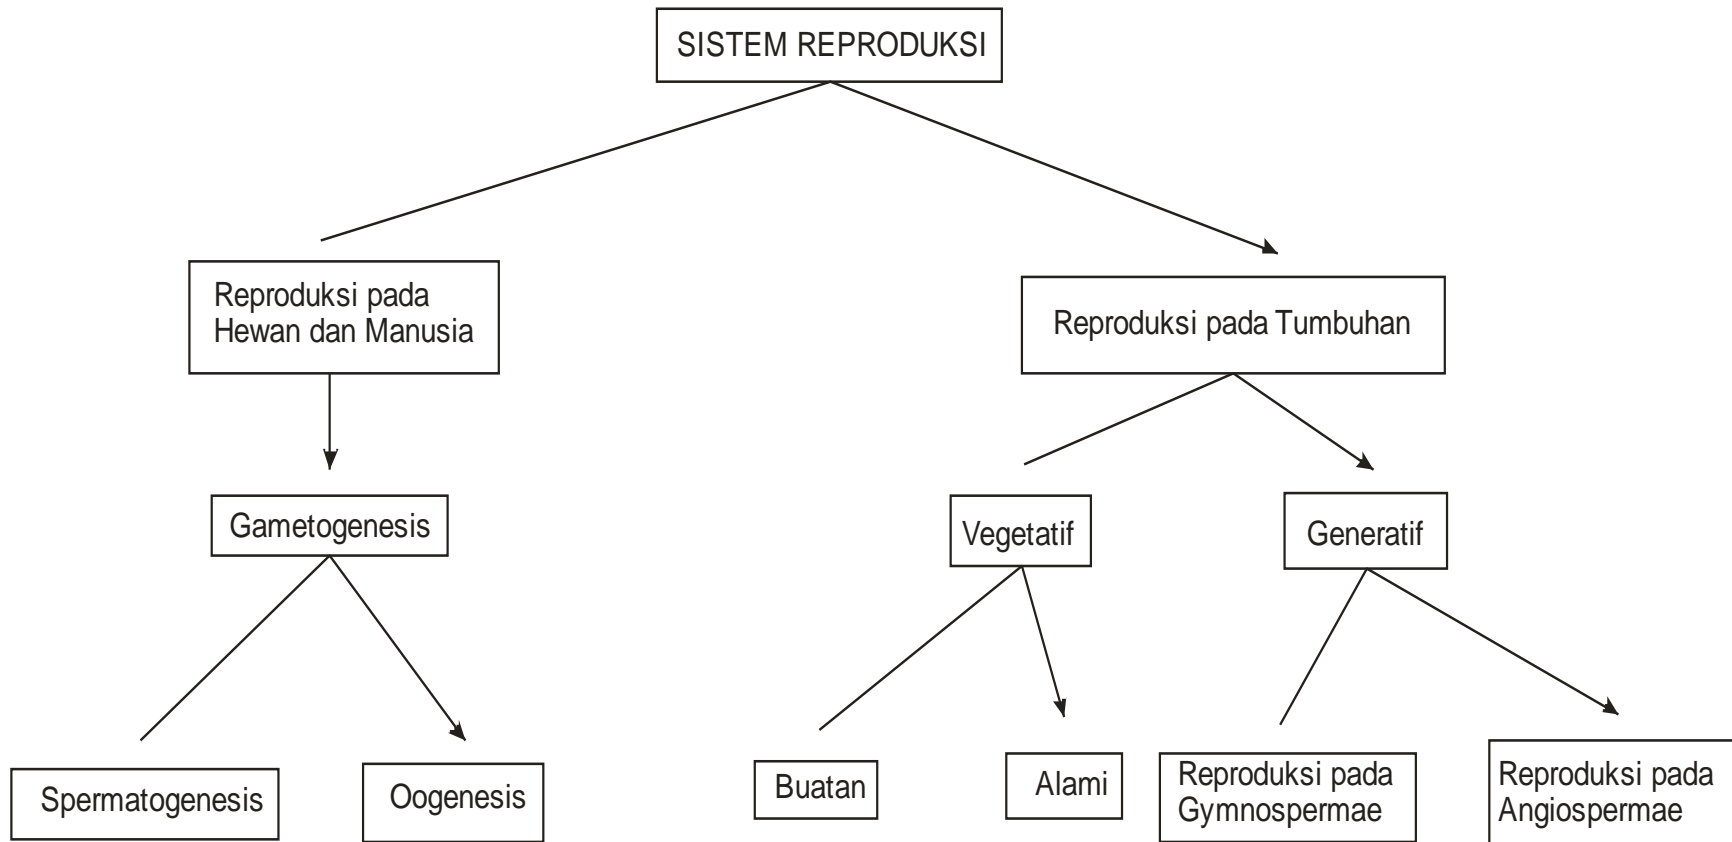 SISTEM REPRODUKSI
Reproduksi pada
Hewan dan Manusia
Reproduksi pada Tumbuhan
Gametogenesis
Vegetatif
Generatif
Spermatogenesis
Oogenesis
Buatan
Alami
Reproduksi pada
Gymnospermae
Reproduksi pada
Angiospermae